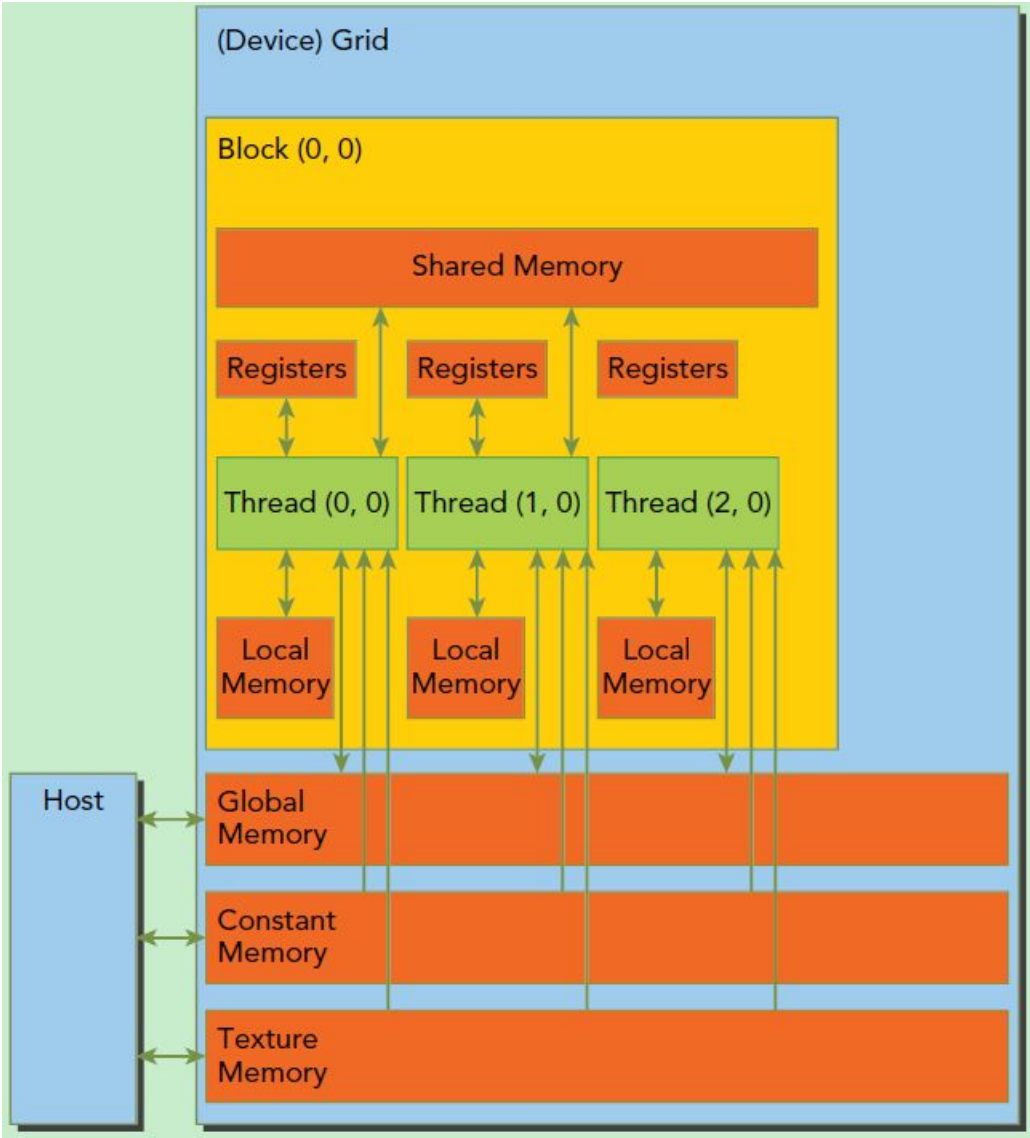 (Device) Grid
Block (0, 0)
Shared Memory
Registers
Registers
Registers
Thread (0, 0)
Thread (1, 0)
Thread (2, 0)
Local
Memory
Local
Memory
Local
Memory
Host
Global
Memory
Constant
Memory
Texture
Memory